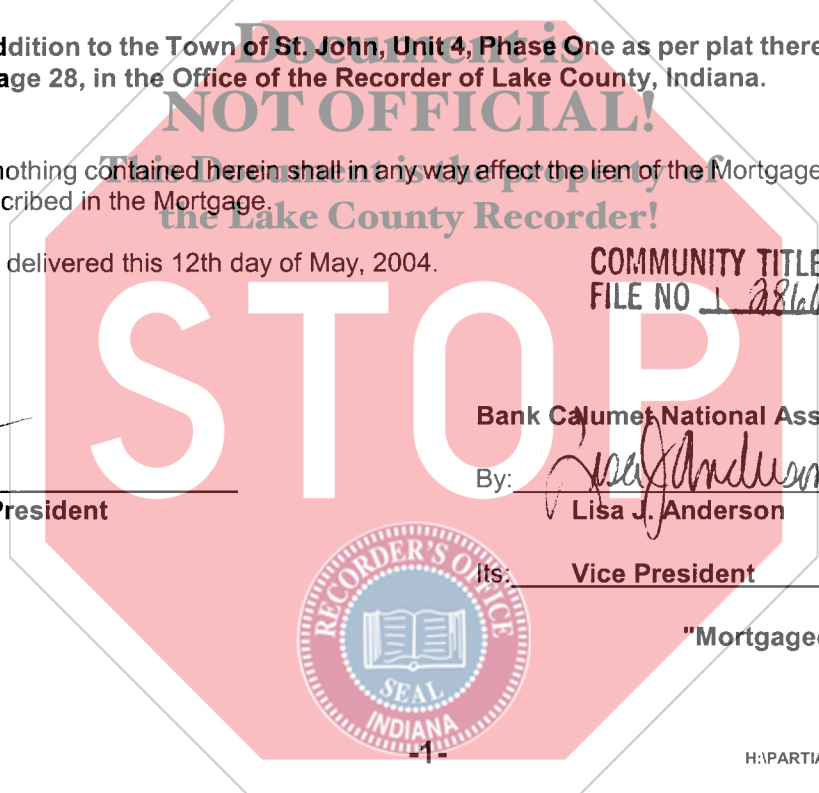 Document is
ddition to the Town of St. John, Unit 4, Phase One as per plat there
age 28, in the Office of the Recorder of Lake County, Indiana.
NOT OFFICIAL!
nothing contained herein shall in any way affect the lien of the Mortgage
This Document is the property of
cribed in the Mortgage.
the Lake County Recorder!
delivered this 12th day of May, 2004.
COMMUNITY TITLE
FILE NO
STOP
Bank Calumet National Ass
By: Lisa J Anderson
President
Lisa J. Anderson
Its: Vice President
RECORDER'S OFFICE
SEAL
INDIANA
"Mortgagee
-1-
H:\PARTIA